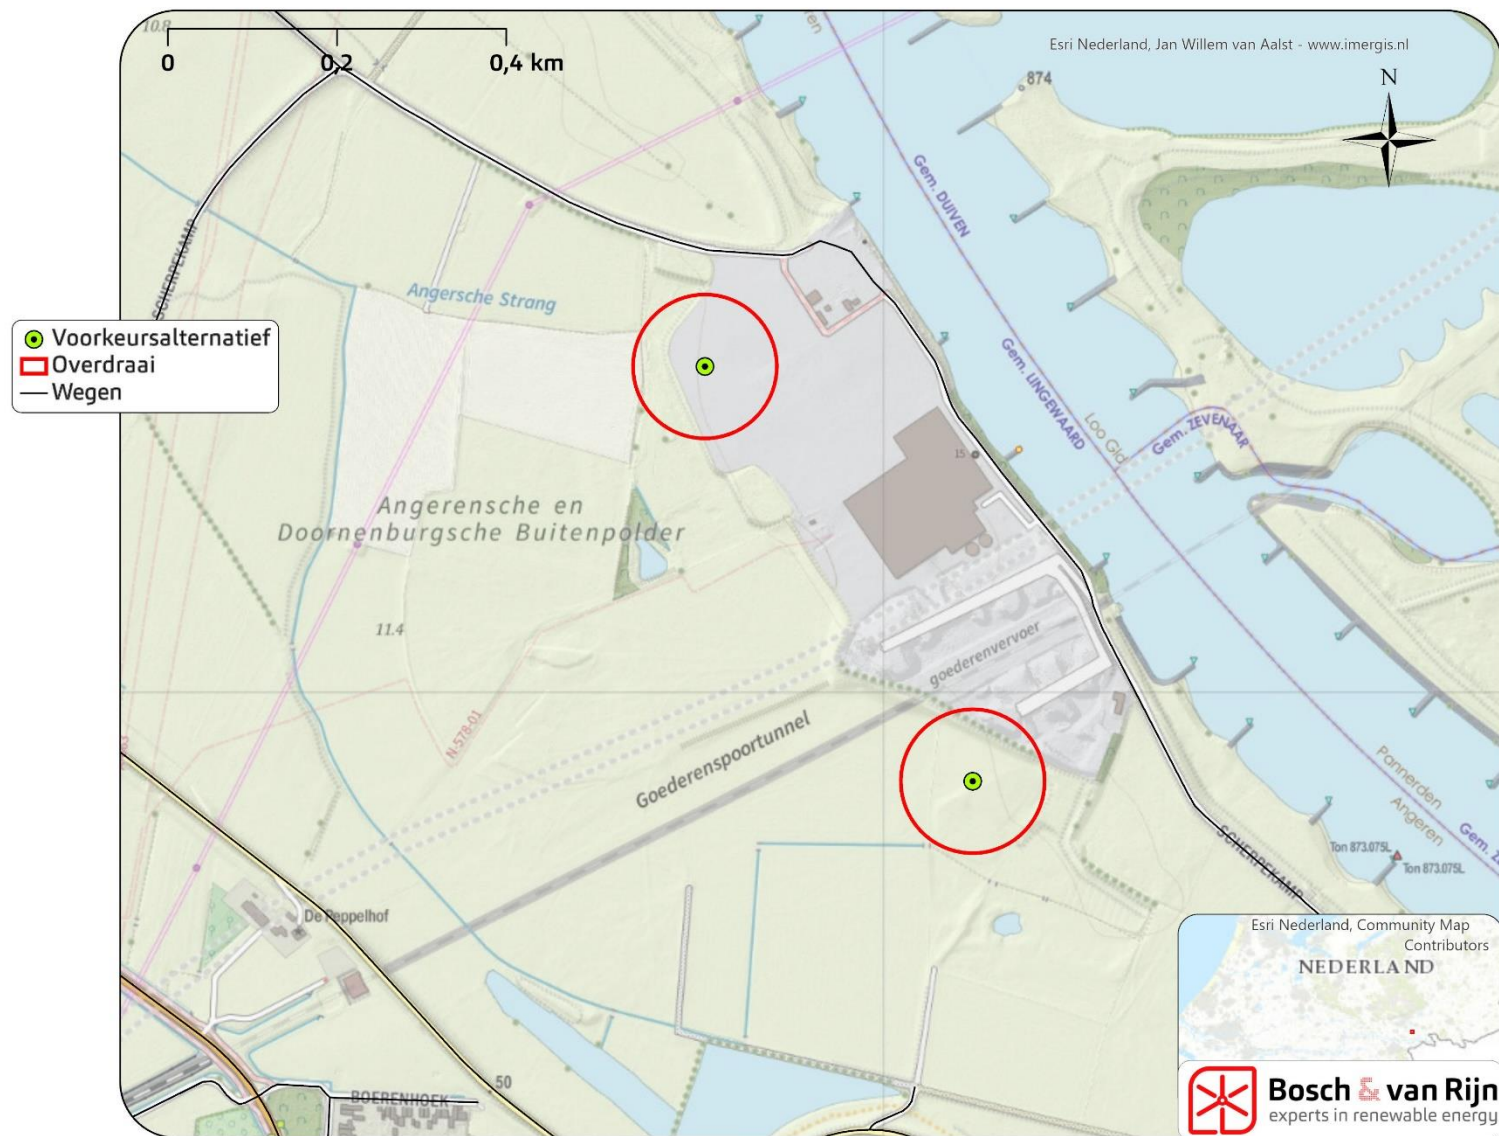 10.8
0
0,2
0,4 km
Esri Nederland, Jan Willem van Aalst - www.imergis.nl
N
874
Gem. DUIVEN
SCHERPEKAMP
Angersche Strang
Voorkeursalternatief
Overdraai
Wegen
Gem. LINGEWAARD
Loo Gld
Gem. ZEVENAAR
15
Angerensche en
Doornenburgsche Buitenpolder
11.4
goederenvervoer
N-578-01
Goederenspoortunnel
Pannerden
Angeren
SCHERPEKAMP
Ton 873.075L
Ton 873.075L
De Peppelhof
50
BOERENHOEK
Esri Nederland, Community Map
Contributors
NEDERLAND
Bosch & van Rijn
experts in renewable energy